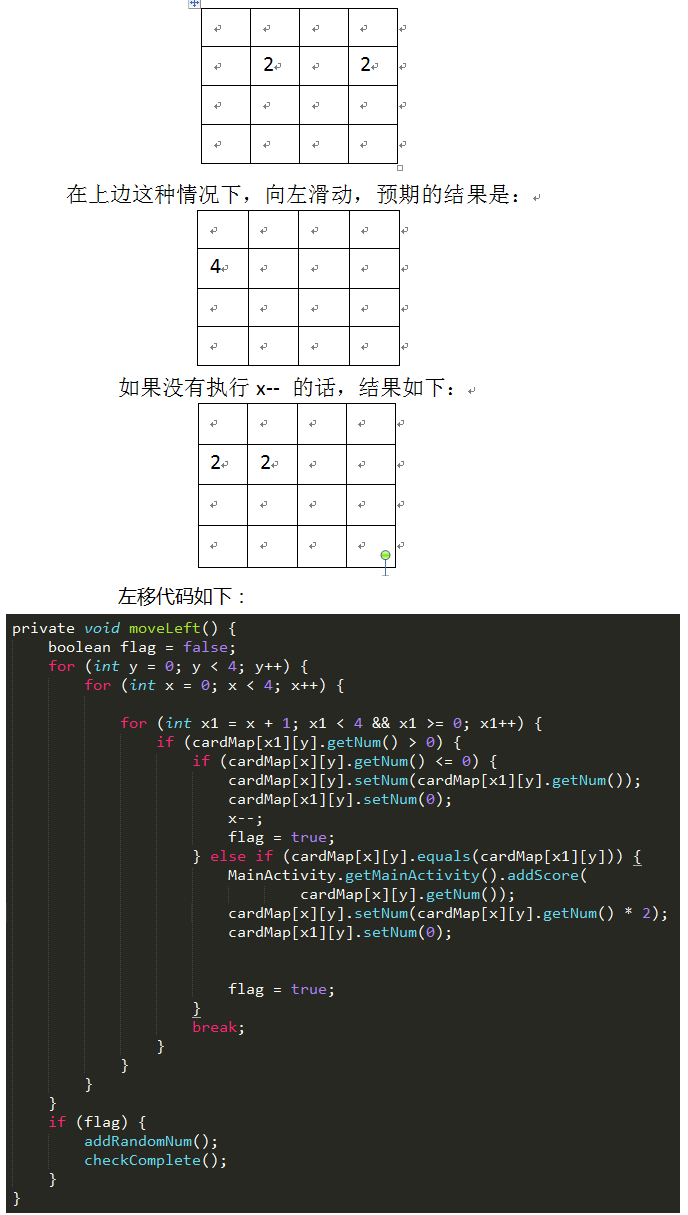 2 2
在上边这种情况下，向左滑动，预期的结果是：
4
如果没有执行 x-- 的话，结果如下：
2 2
左移代码如下：
private void moveLeft() {
    boolean flag = false;
    for (int y = 0; y < 4; y++) {
        for (int x = 0; x < 4; x++) {
            for (int x1 = x + 1; x1 < 4 && x1 >= 0; x1++) {
                if (cardMap[x1][y].getNum() > 0) {
                    if (cardMap[x][y].getNum() <= 0) {
                        cardMap[x][y].setNum(cardMap[x1][y].getNum());
                        cardMap[x1][y].setNum(0);
                        x--;
                        flag = true;
                    } else if (cardMap[x][y].equals(cardMap[x1][y])) {
                        MainActivity.getMainActivity().addScore(
                                cardMap[x][y].getNum());
                        cardMap[x][y].setNum(cardMap[x][y].getNum() * 2);
                        cardMap[x1][y].setNum(0);
                        flag = true;
                    }
                    break;
                }
            }
        }
    }
    if (flag) {
        addRandomNum();
        checkComplete();
    }
}